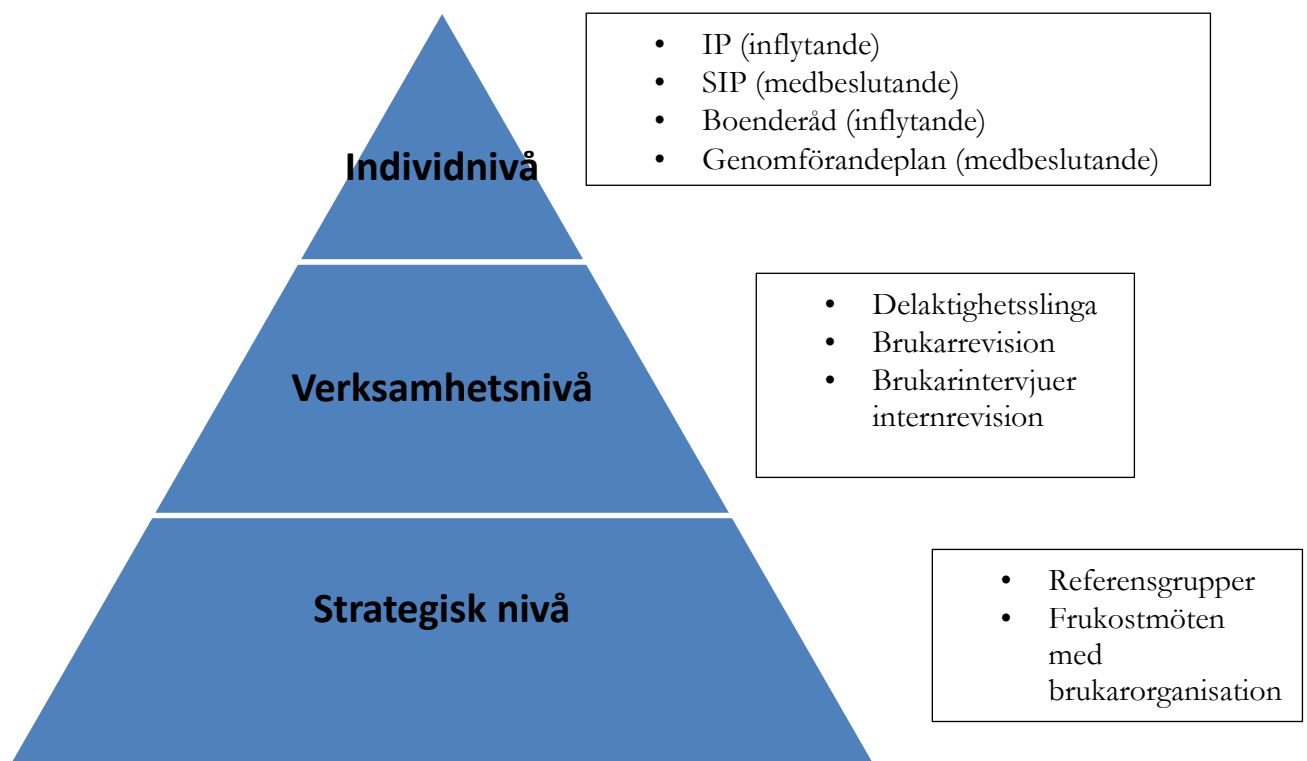 Individnivå
• IP (inflytande)
• SIP (medbeslutande)
• Boenderåd (inflytande)
• Genomförandeplan (medbeslutande)
Verksamhetsnivå
• Delaktighetsslinga
• Brukarrevision
• Brukarintervjuer
internrevision
Strategisk nivå
• Referensgrupper
• Frukostmöten
med
brukarorganisation